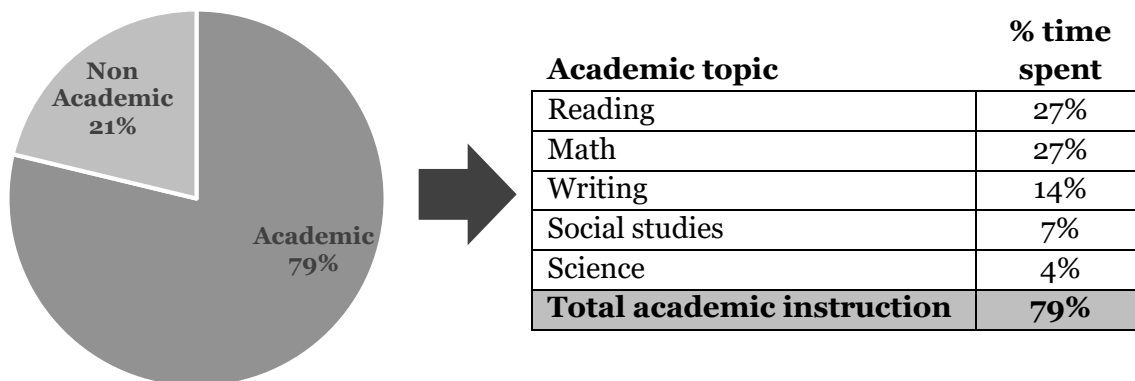 Non
Academic
21%
Academic
79%
% time
spent
Academic topic
Reading 27%
Math 27%
Writing 14%
Social studies 7%
Science 4%
Total academic instruction 79%